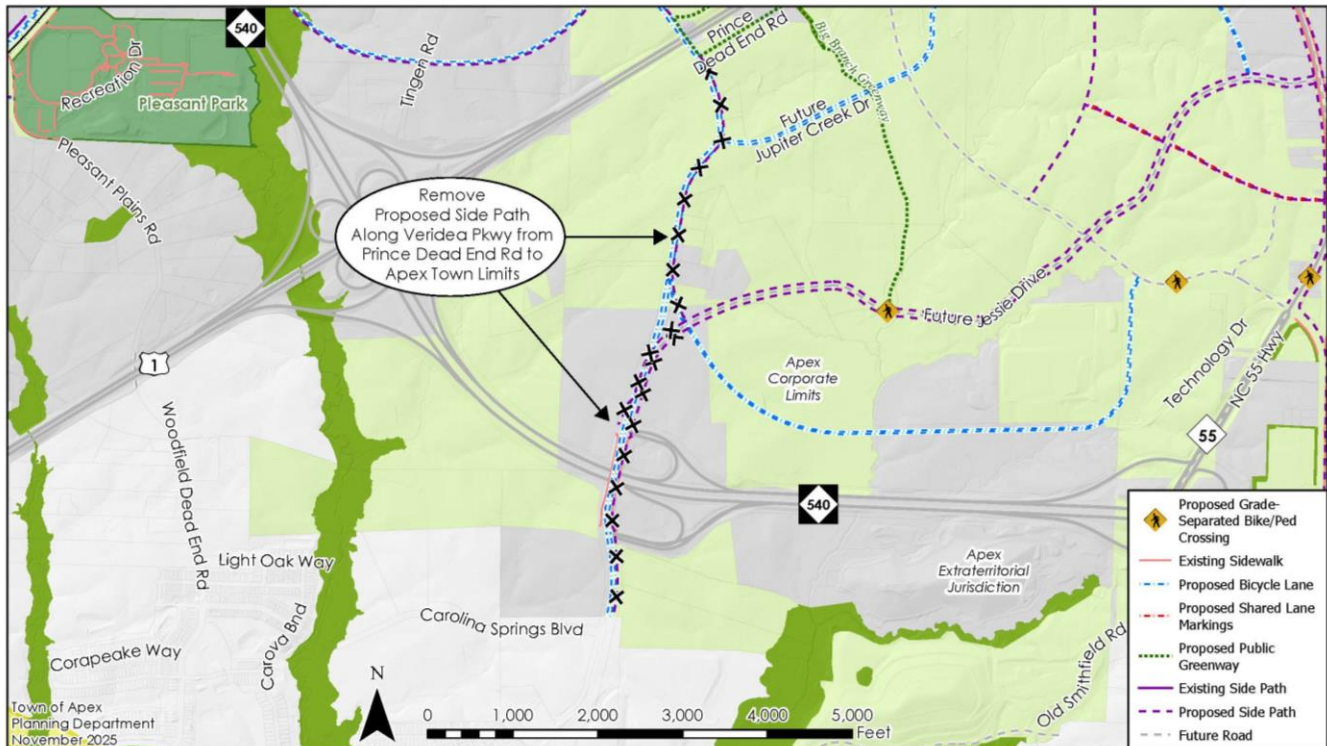 540
Recreation Dr
Pleasant Park
Pleasant Plains Rd
Tingen Rd
Prince
Dead End Rd
Big Branch Greenway
Future
Jupiter Creek Dr
Remove
Proposed Side Path
Along Veridea Pkwy from
Prince Dead End Rd to
Apex Town Limits
Future Jessie Drive
1
Apex
Corporate
Limits
Technology Dr
NC 55 Hwy
55
Woodfield Dead End Rd
540
Light Oak Way
Apex
Extraterritorial
Jurisdiction
Carova Bnd
Carolina Springs Blvd
Corapeake Way
Old Smithfield Rd
Town of Apex
Planning Department
November 2025
N
0 1,000 2,000 3,000 4,000 5,000
Feet
Proposed Grade-
Separated Bike/Ped
Crossing
Existing Sidewalk
Proposed Bicycle Lane
Proposed Shared Lane
Markings
Proposed Public
Greenway
Existing Side Path
Proposed Side Path
Future Road